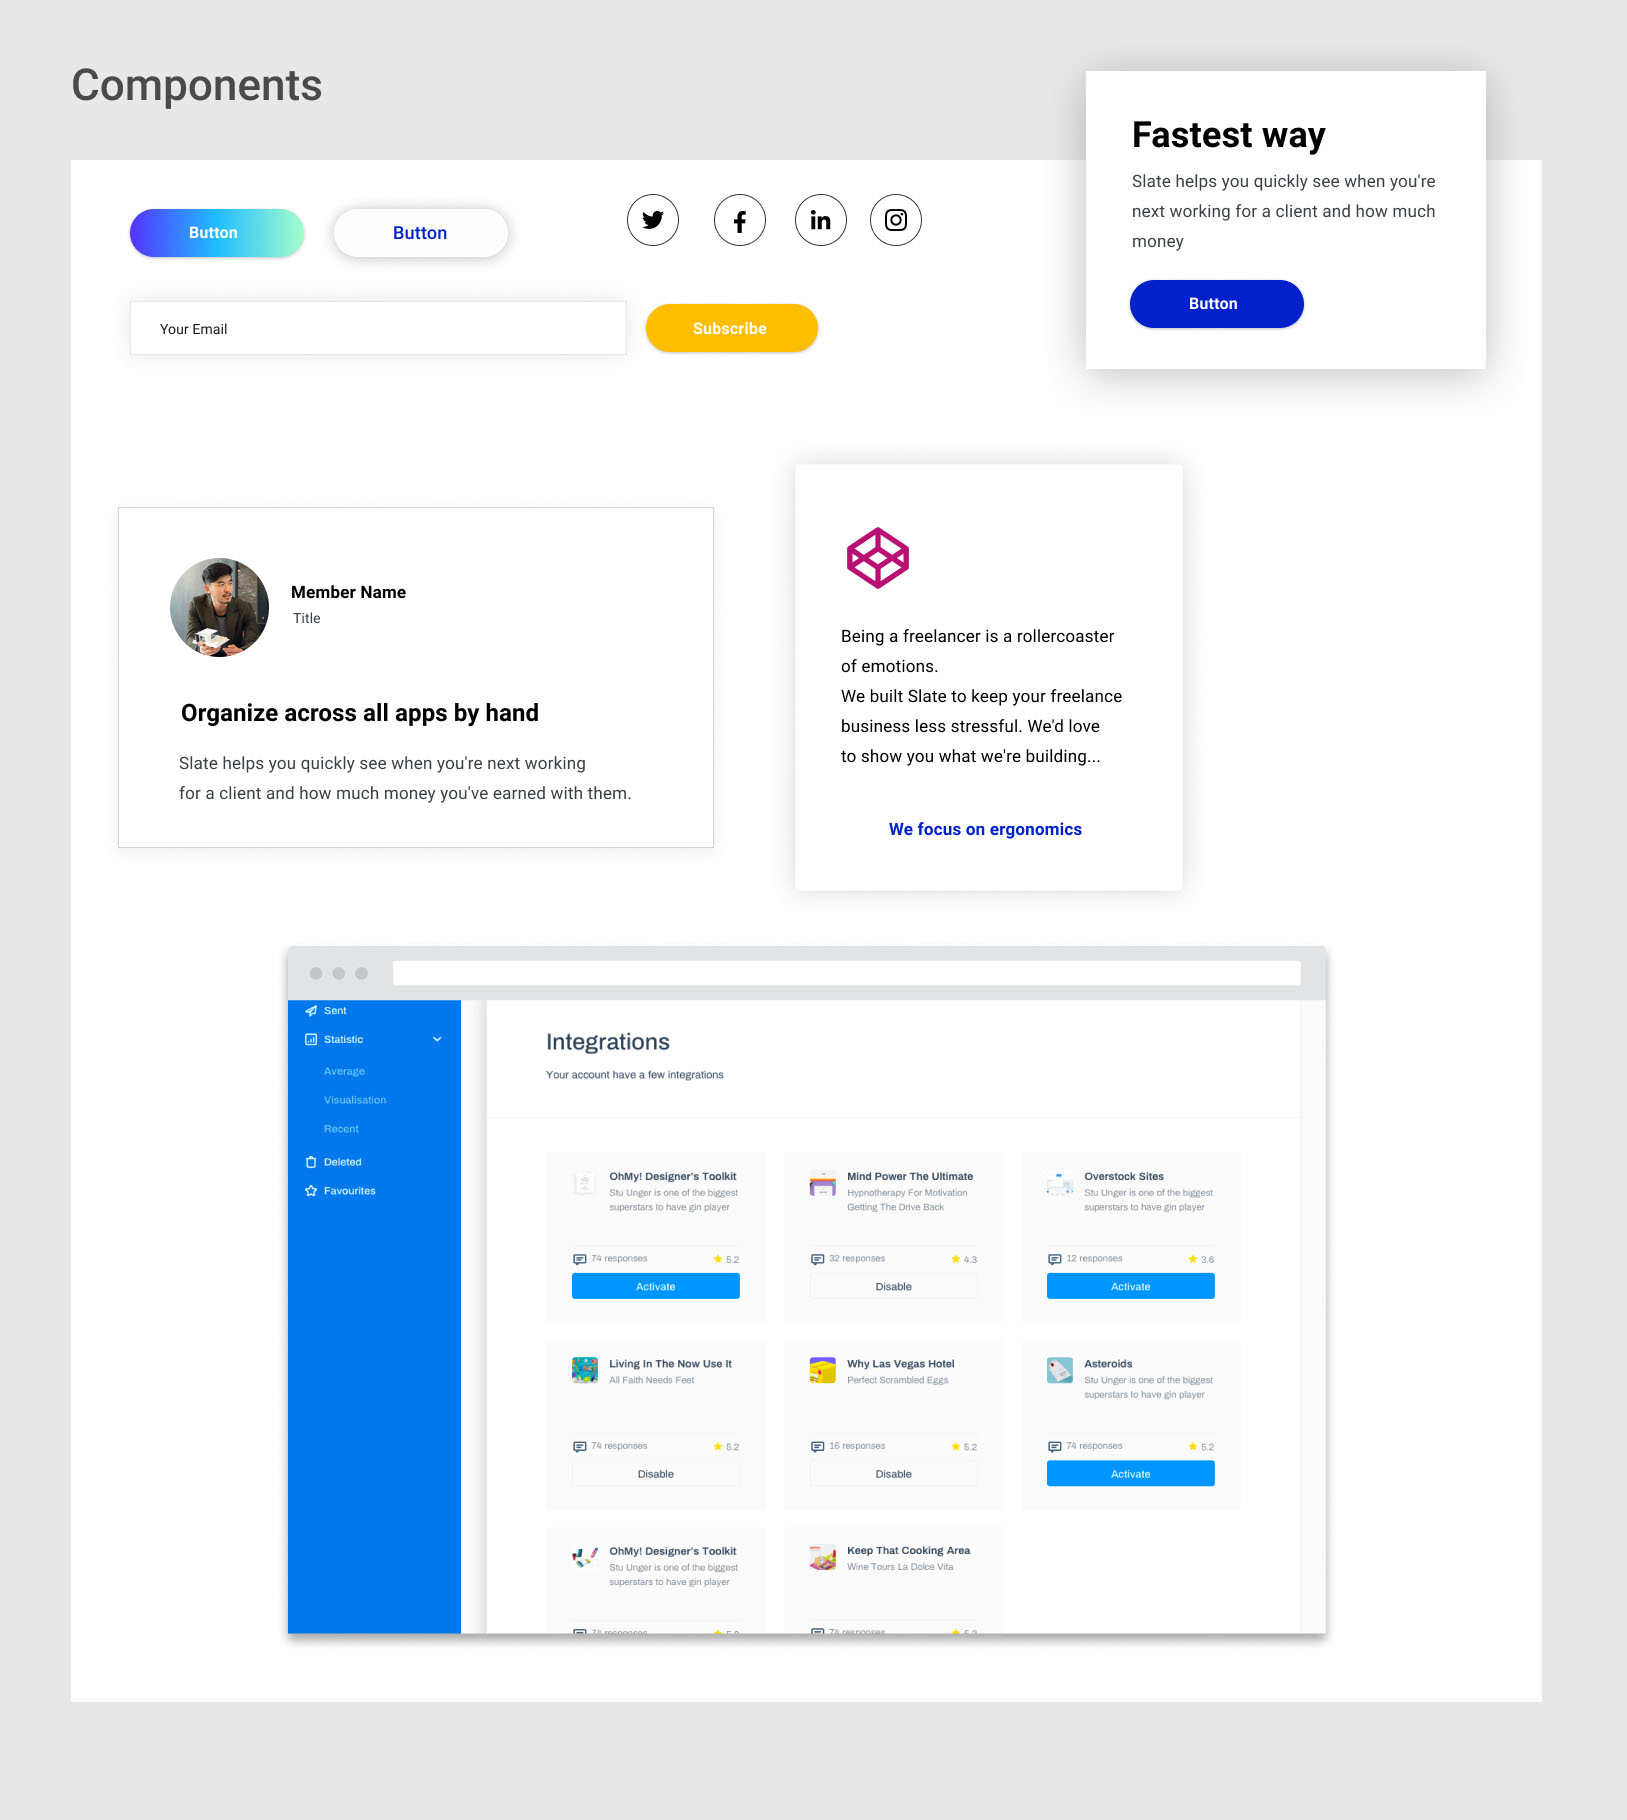 Components
Fastest way
Slate helps you quickly see when you're
next working for a client and how much
money
Button
Button
Button
Your Email
Subscribe
Member Name
Title
Organize across all apps by hand
Slate helps you quickly see when you're next working
for a client and how much money you've earned with them.
Being a freelancer is a rollercoaster
of emotions.
We built Slate to keep your freelance
business less stressful. We'd love
to show you what we're building...
We focus on ergonomics
Sent
Statistic
Average
Visualisation
Recent
Deleted
Favourites
Integrations
Your account have a few integrations
OhMy! Designer's Toolkit
Stu Unger is one of the biggest
superstars to have gin player
74 responses
5.2
Activate
Mind Power The Ultimate
Hypnotherapy For Motivation
Getting The Drive Back
32 responses
4.3
Disable
Overstock Sites
Stu Unger is one of the biggest
superstars to have gin player
12 responses
3.6
Activate
Living In The Now Use It
All Faith Needs Feet
74 responses
5.2
Disable
Why Las Vegas Hotel
Perfect Scrambled Eggs
16 responses
5.2
Disable
Asteroids
Stu Unger is one of the biggest
superstars to have gin player
74 responses
5.2
Activate
OhMy! Designer's Toolkit
Stu Unger is one of the biggest
superstars to have gin player
74 responses
5.2
Keep That Cooking Area
Wine Tours La Dolce Vita
74 responses
5.2